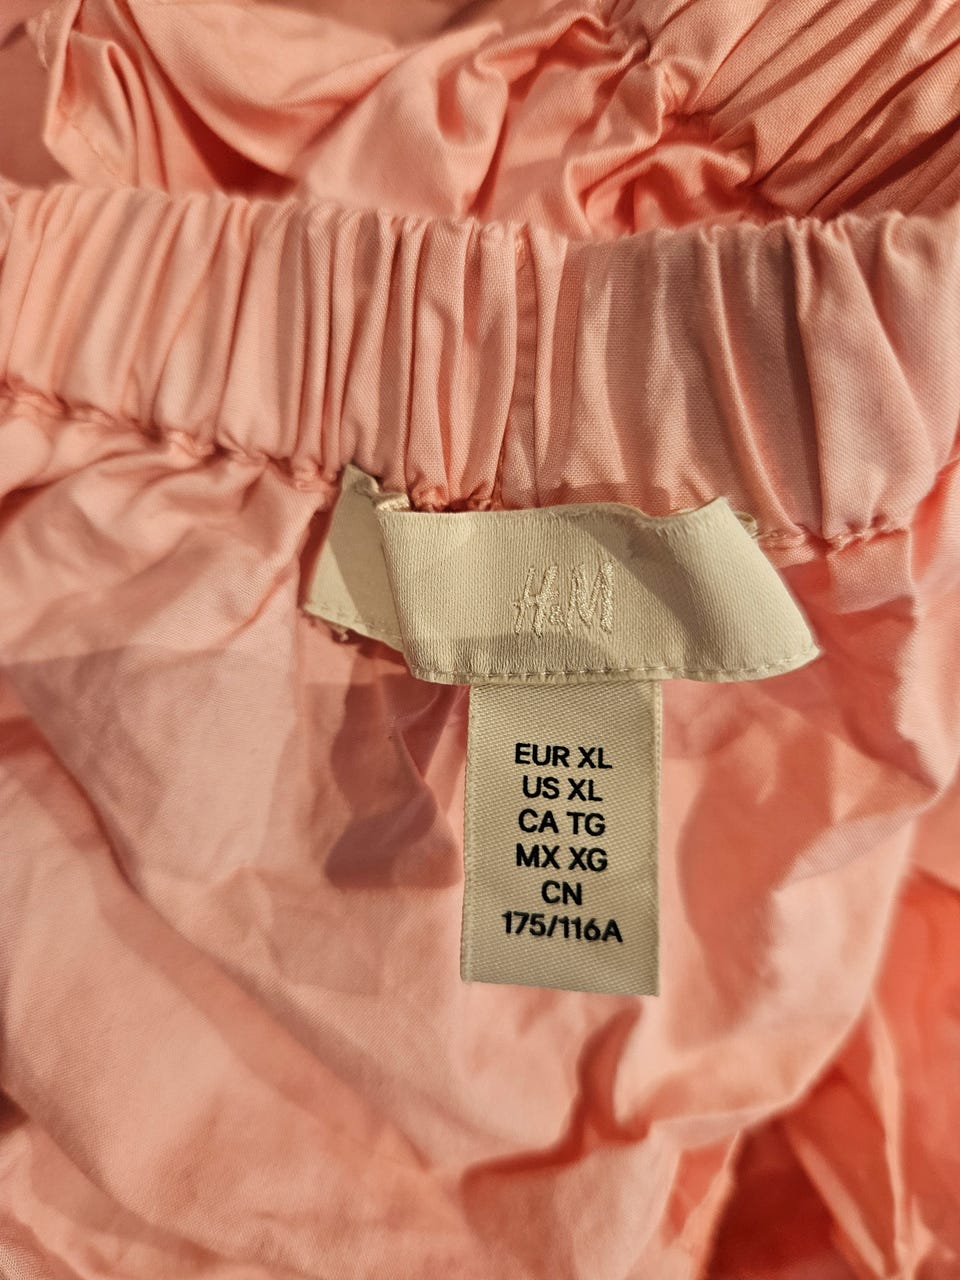 H&M
EUR XL
US XL
CA TG
MX XG
CN
175/116A